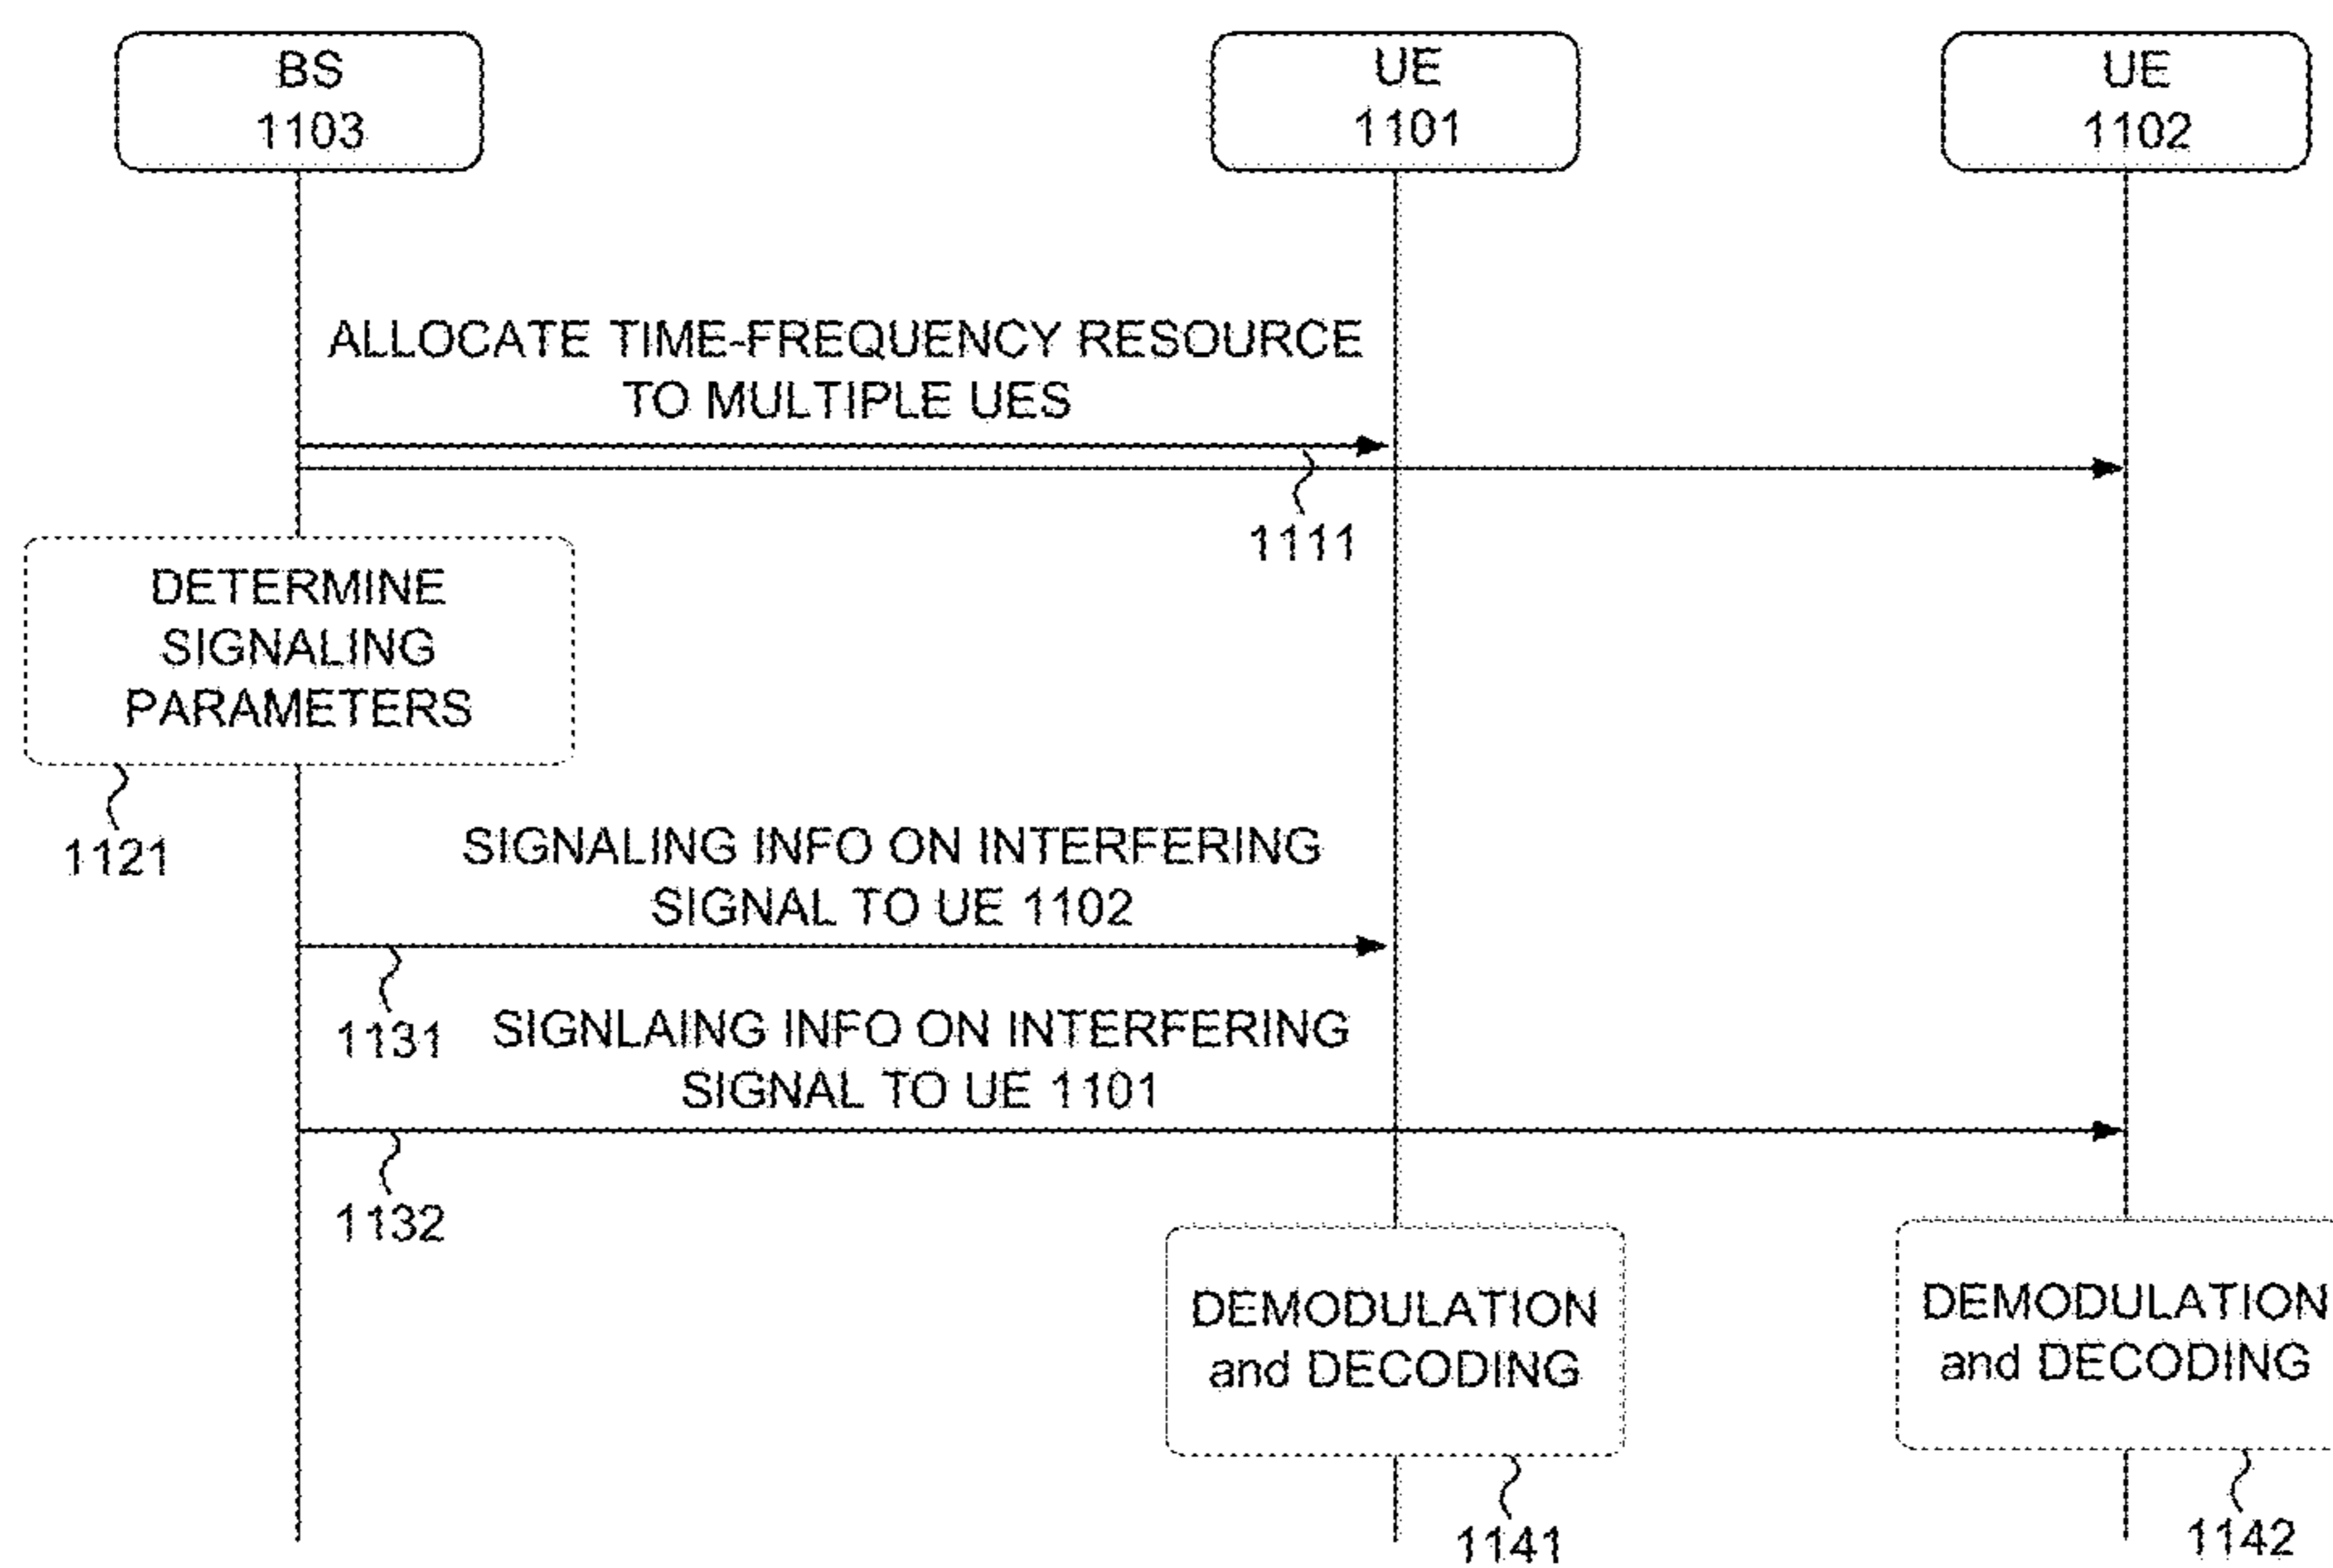 BS
1103
UE
1101
UE
1102
ALLOCATE TIME-FREQUENCY RESOURCE
TO MULTIPLE UES
1111
DETERMINE
SIGNALING
PARAMETERS
1121
SIGNALING INFO ON INTERFERING
SIGNAL TO UE 1102
1131
SIGNLAING INFO ON INTERFERING
SIGNAL TO UE 1101
1132
DEMODULATION
and DECODING
1141
DEMODULATION
and DECODING
1142